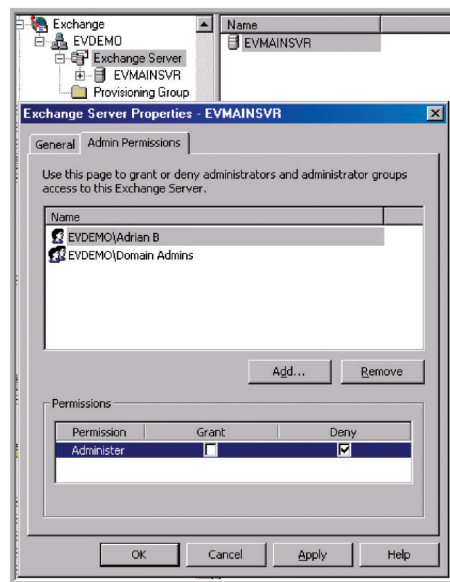 Exchange
EVDEMO
Exchange Server
EVMAINSVR
Provisioning Group
Name
EVMAINSVR
Exchange Server Properties - EVMAINSVR
General
Admin Permissions
Use this page to grant or deny administrators and administrator groups
access to this Exchange Server.
Name
EVDEMO\Adrian B
EVDEMO\Domain Admins
Add...
Remove
Permissions
Permission Grant Deny
Administer
OK
Cancel
Apply
Help